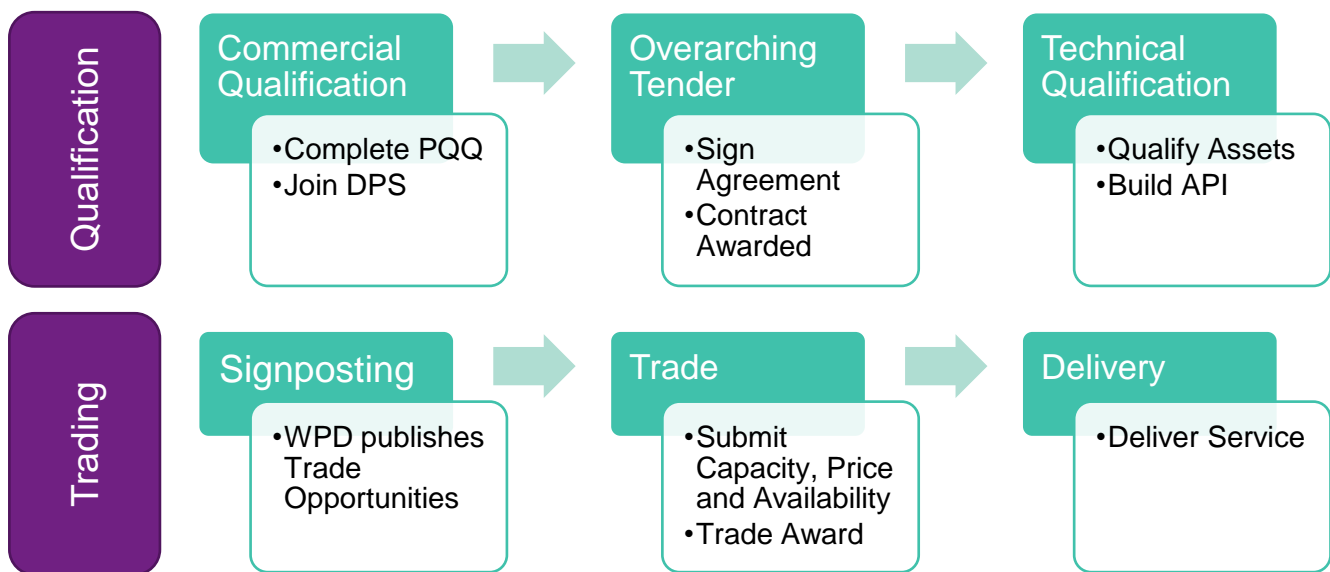 Qualification
Commercial
Qualification
•Complete PQQ
•Join DPS
Overarching
Tender
•Sign
Agreement
•Contract
Awarded
Technical
Qualification
•Qualify Assets
•Build API
Trading
Signposting
•WPD publishes
Trade
Opportunities
Trade
•Submit
Capacity, Price
and Availability
•Trade Award
Delivery
•Deliver Service